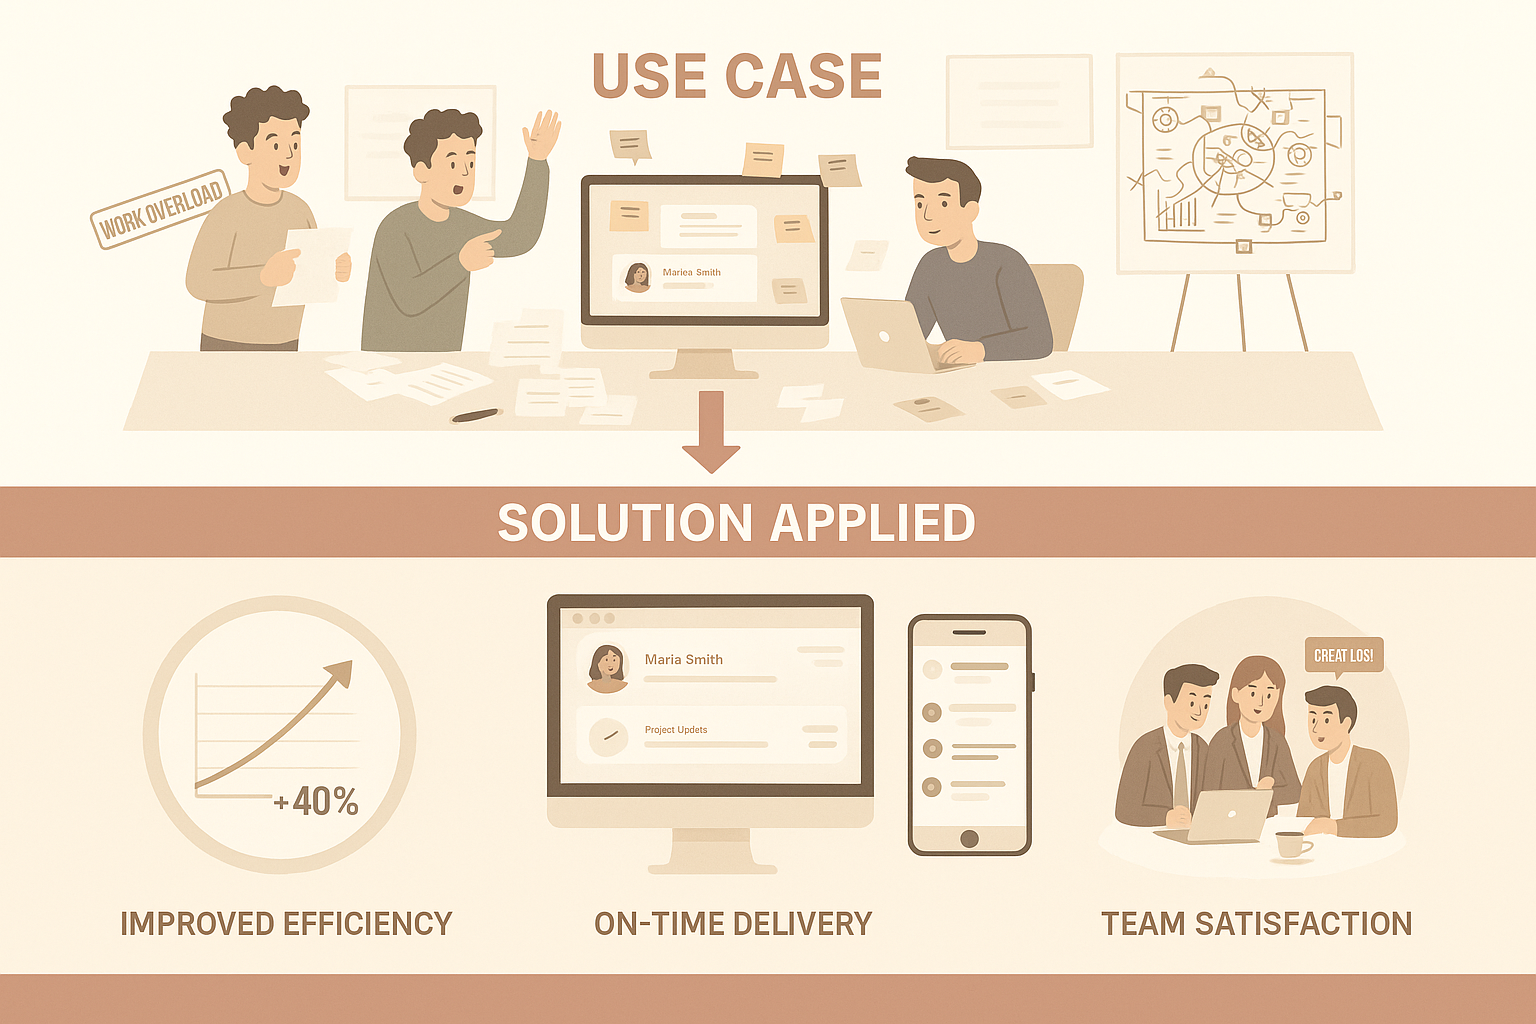 USE CASE
WORK OVERLOAD
Mariea Smith
SOLUTION APPLIED
+40%
Maria Smith
Project Updets
CREAT LOS!
IMPROVED EFFICIENCY
ON-TIME DELIVERY
TEAM SATISFACTION